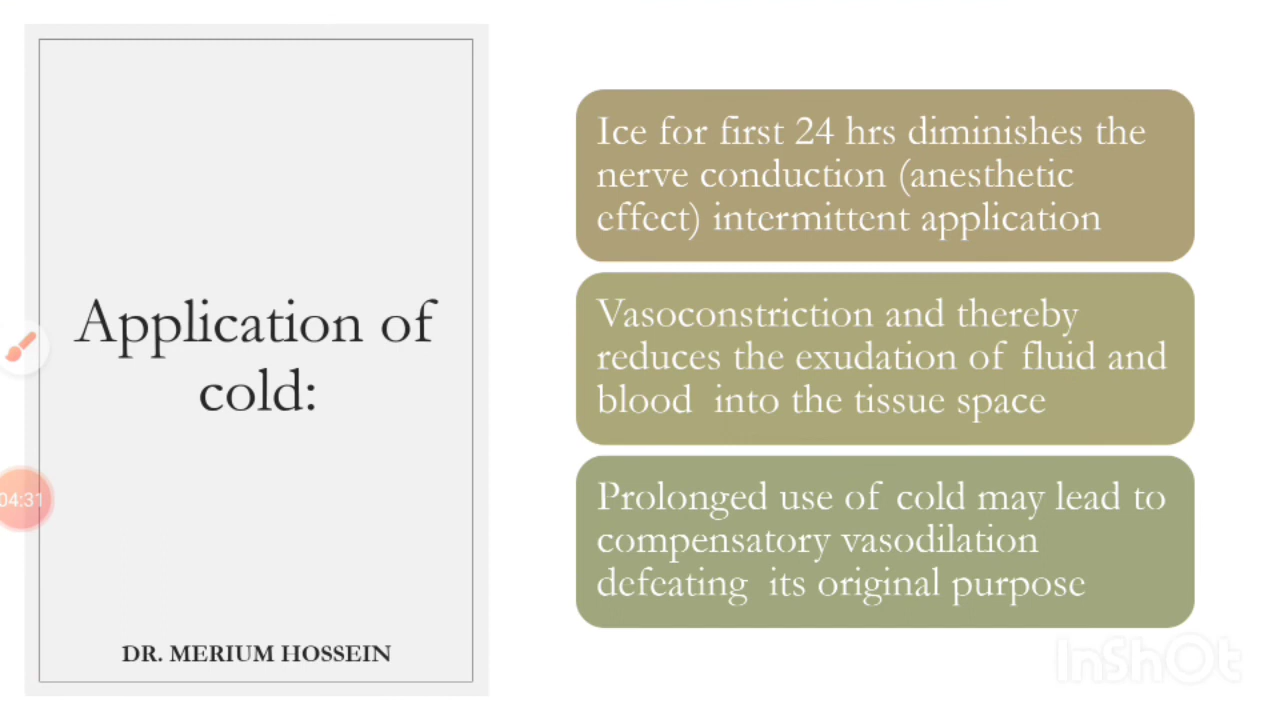 Application of
cold:
DR. MERIUM HOSSEIN
04:31
Ice for first 24 hrs diminishes the
nerve conduction (anesthetic
effect) intermittent application
Vasoconstriction and thereby
reduces the exudation of fluid and
blood into the tissue space
Prolonged use of cold may lead to
compensatory vasodilation
defeating its original purpose
InShOt